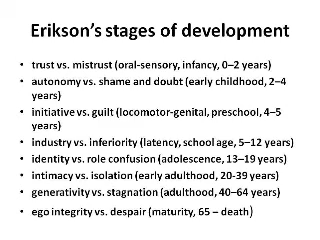 Erikson's stages of development
• trust vs. mistrust (oral-sensory, infancy, 0–2 years)
• autonomy vs. shame and doubt (early childhood, 2–4
years)
• initiative vs. guilt (locomotor-genital, preschool, 4–5
years)
• industry vs. inferiority (latency, school age, 5–12 years)
• identity vs. role confusion (adolescence, 13–19 years)
• intimacy vs. isolation (early adulthood, 20-39 years)
• generativity vs. stagnation (adulthood, 40–64 years)
• ego integrity vs. despair (maturity, 65 – death)